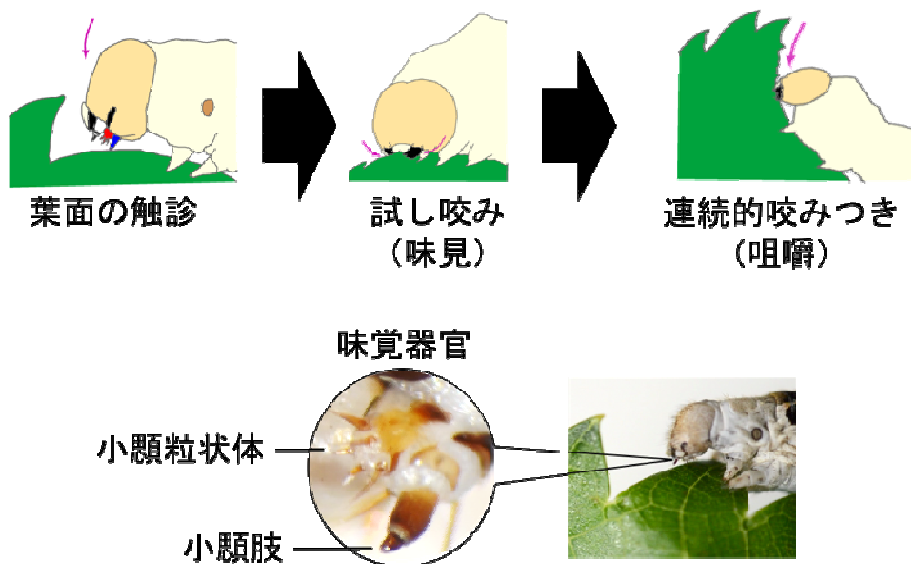 葉面の触診
試し咬み
（味見）
連続的咬みつき
（咀嚼）
味覚器官
小顎粒状体
小顎肢